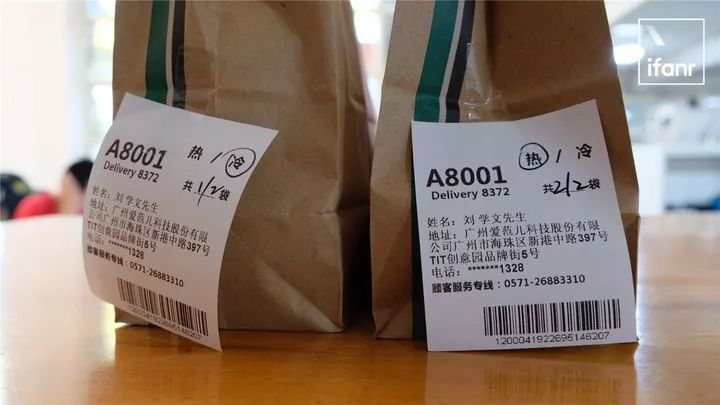 ifanr
A8001
热 / 冷
Delivery 8372
共 1/2 袋
姓名: 刘 学文先生
地址: 广州爱范儿科技股份有限
公司广州市海珠区新港中路397号
TIT创意园品牌街5号
电话: *******1328
顾客服务专线: 0571-26883310
1200041922695146207
A8001
热 / 冷
Delivery 8372
共 2/2 袋
姓名: 刘 学文先生
地址: 广州爱范儿科技股份有限
公司广州市海珠区新港中路397号
TIT创意园品牌街5号
电话: *******1328
顾客服务专线: 0571-26883310
1200041922695146207